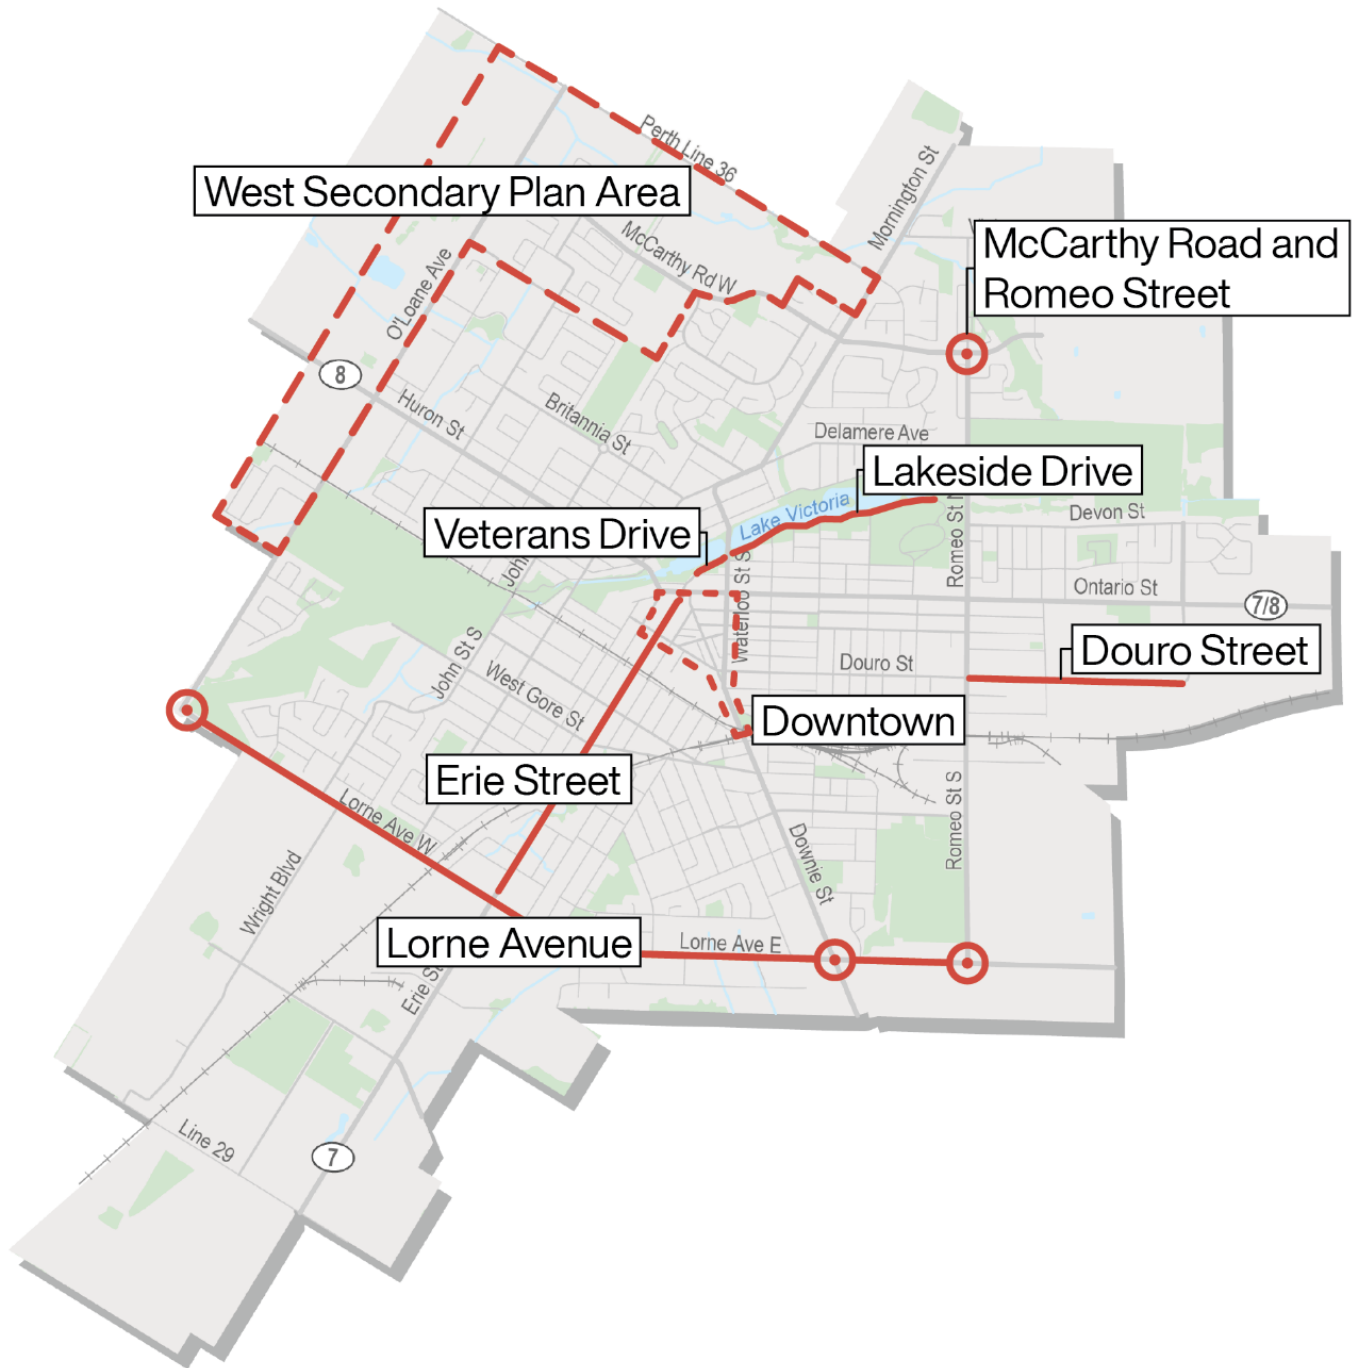 Perth Line 36
Mornington St
West Secondary Plan Area
McCarthy Rd W
McCarthy Road and
Romeo Street
O'Loane Ave
8
Huron St
Britannia St
Delamere Ave
Lakeside Drive
Lake Victoria
Veterans Drive
Romeo St N
Devon St
John
Waterloo St S
Ontario St
7/8
John St S
Douro St
Douro Street
West Gore St
Downtown
Erie Street
Lorne Ave W
Downie St
Romeo St S
Wright Blvd
Lorne Avenue
Lorne Ave E
Erie St
Line 29
7